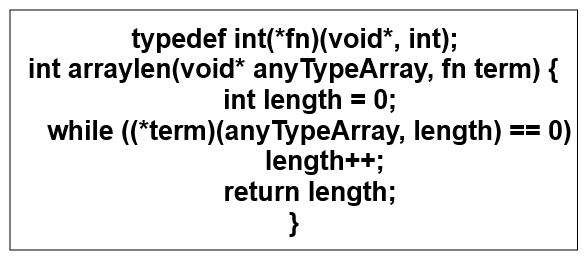 typedef int(*fn)(void*, int);
int arraylen(void* anyTypeArray, fn term) {
int length = 0;
while ((*term)(anyTypeArray, length) == 0)
length++;
return length;
}